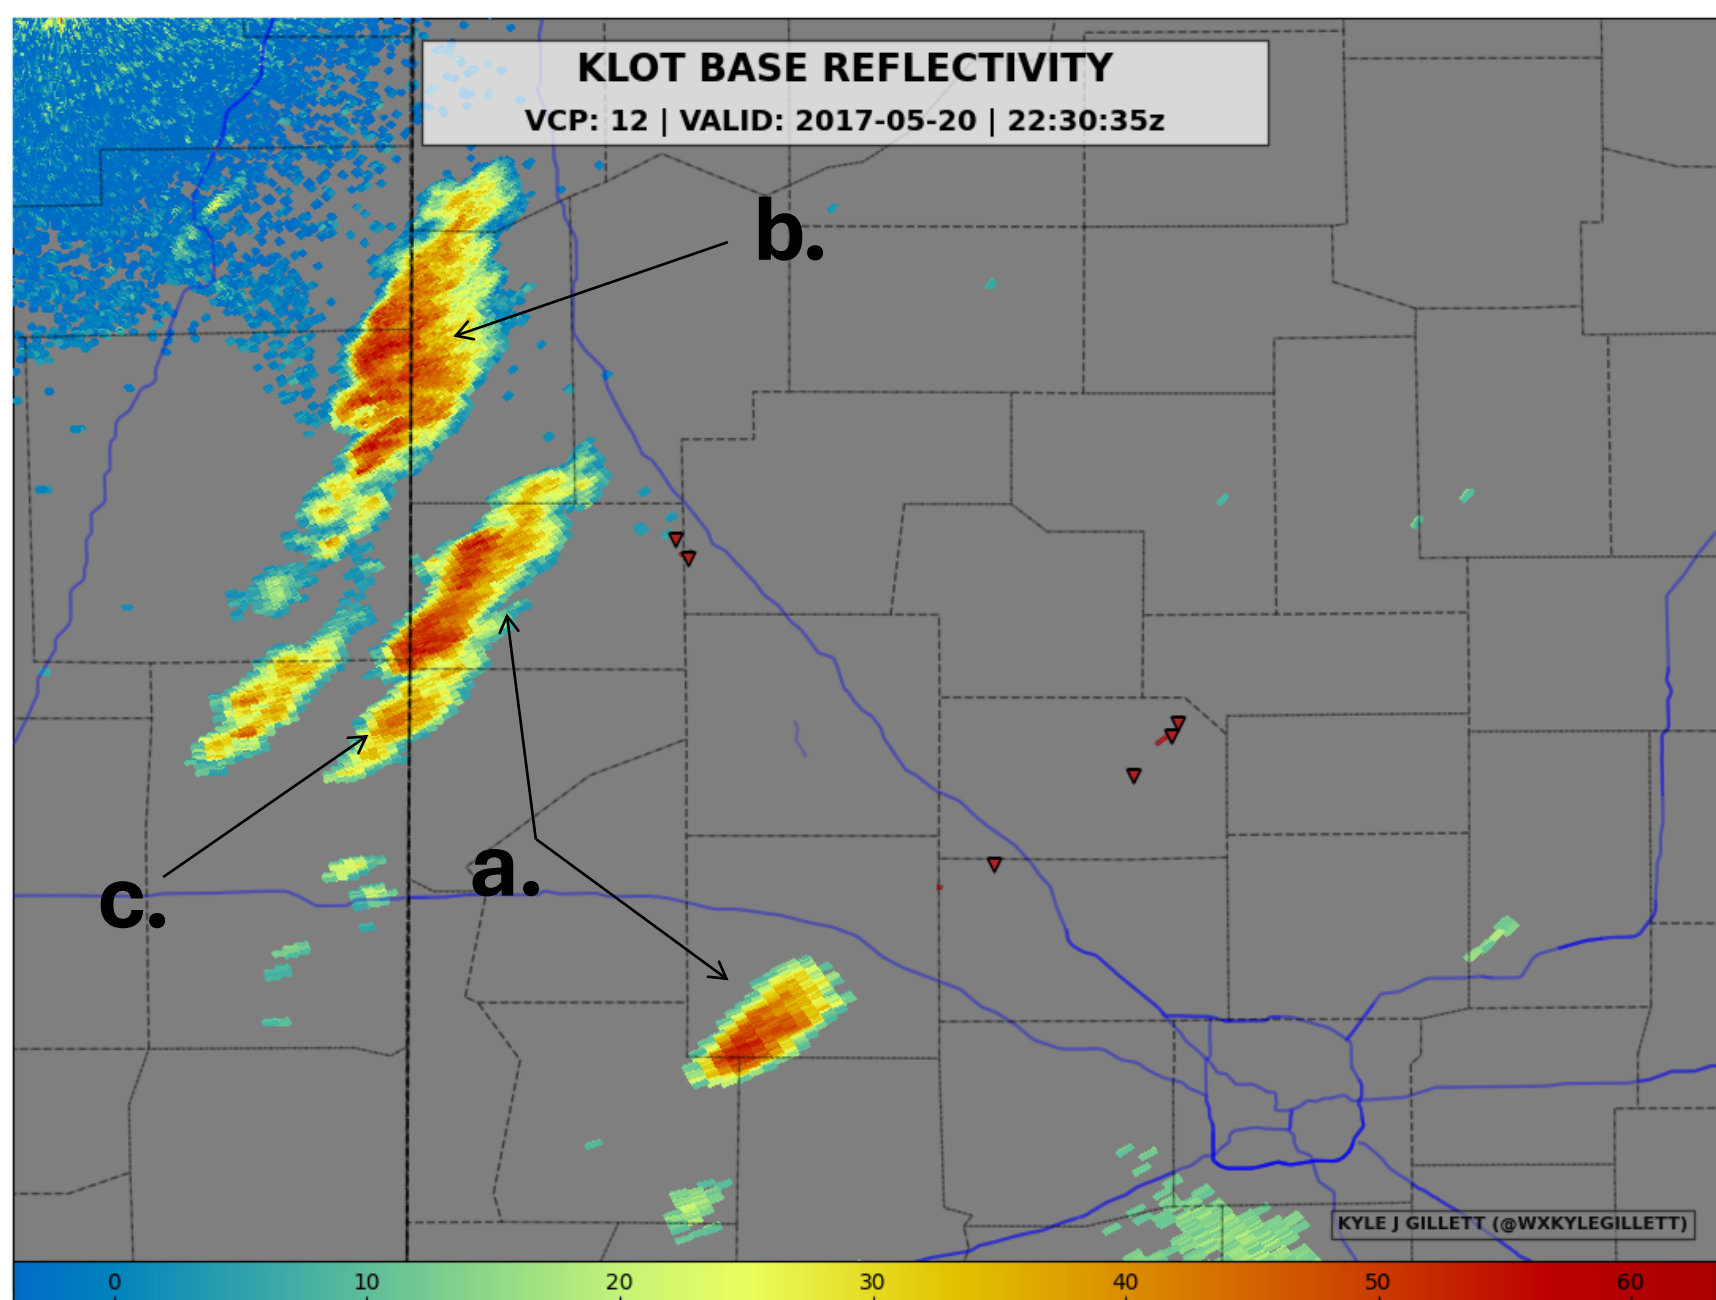 KLOT BASE REFLECTIVITY
VCP: 12 | VALID: 2017-05-20 | 22:30:35z
b.
a.
c.
KYLE J GILLETT (@WXKYLEGILLETT)
0 10 20 30 40 50 60